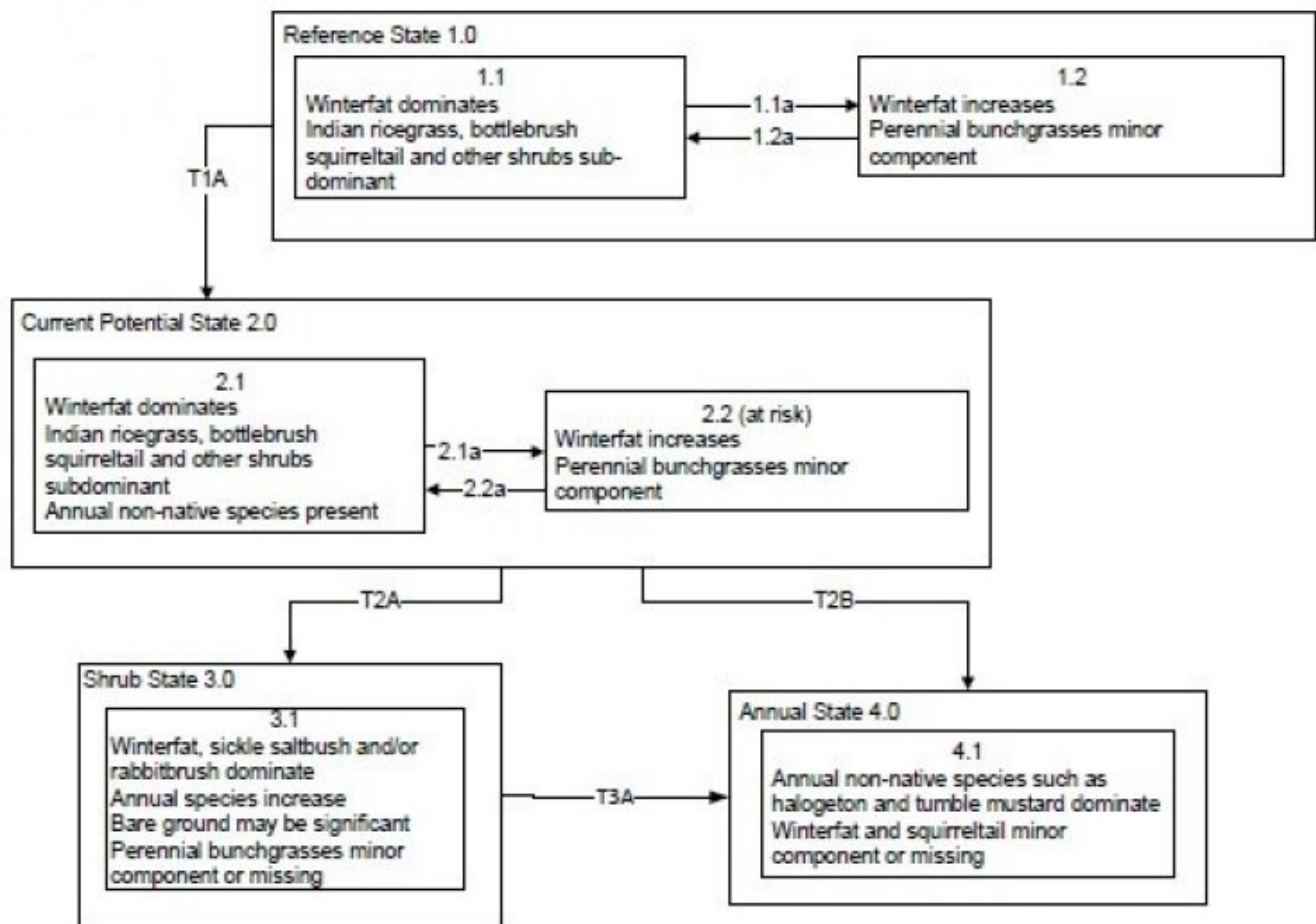 Reference State 1.0
1.1
Winterfat dominates
Indian ricegrass, bottlebrush
squirreltail and other shrubs sub-
dominant
1.1a
1.2a
1.2
Winterfat increases
Perennial bunchgrasses minor
component
T1A
Current Potential State 2.0
2.1
Winterfat dominates
Indian ricegrass, bottlebrush
squirreltail and other shrubs
subdominant
Annual non-native species present
2.1a
2.2a
2.2 (at risk)
Winterfat increases
Perennial bunchgrasses minor
component
T2A
T2B
Shrub State 3.0
3.1
Winterfat, sickle saltbush and/or
rabbitbrush dominate
Annual species increase
Bare ground may be significant
Perennial bunchgrasses minor
component or missing
T3A
Annual State 4.0
4.1
Annual non-native species such as
halogeton and tumble mustard dominate
Winterfat and squirreltail minor
component or missing